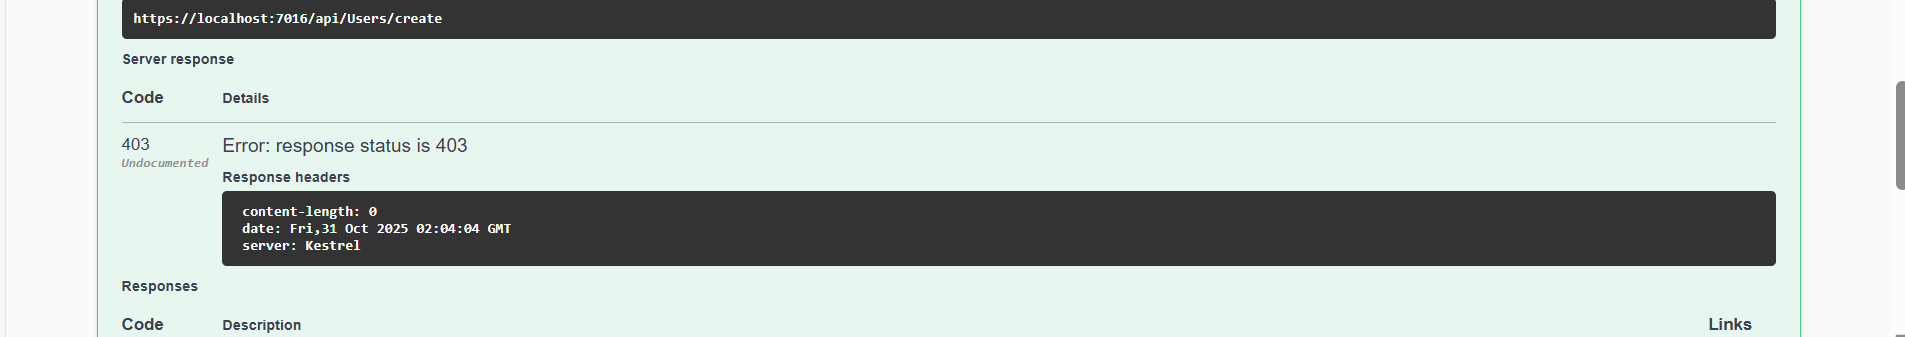 https://localhost:7016/api/Users/create
Server response
Code Details
403 Error: response status is 403
Undocumented
Response headers
content-length: 0
date: Fri,31 Oct 2025 02:04:04 GMT
server: Kestrel
Responses
Code Description Links